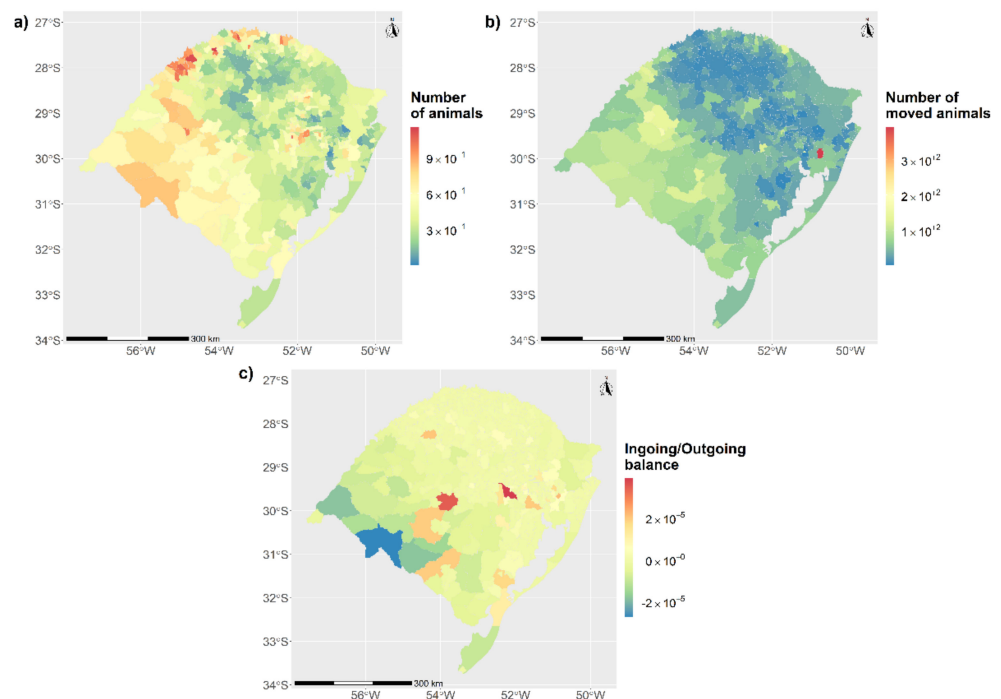 a)
27°S
28°S
29°S
30°S
31°S
32°S
33°S
34°S
56°W
54°W
52°W
50°W
300 km
N
Number
of animals
9 × 10 ¹
6 × 10 ¹
3 × 10 ¹
b)
27°S
28°S
29°S
30°S
31°S
32°S
33°S
34°S
56°W
54°W
52°W
50°W
300 km
N
Number of
moved animals
3 × 10¹²
2 × 10¹²
1 × 10¹²
c)
27°S
28°S
29°S
30°S
31°S
32°S
33°S
34°S
56°W
54°W
52°W
50°W
300 km
N
Ingoing/Outgoing
balance
2 × 10⁻⁵
0 × 10⁻⁰
-2 × 10⁻⁵